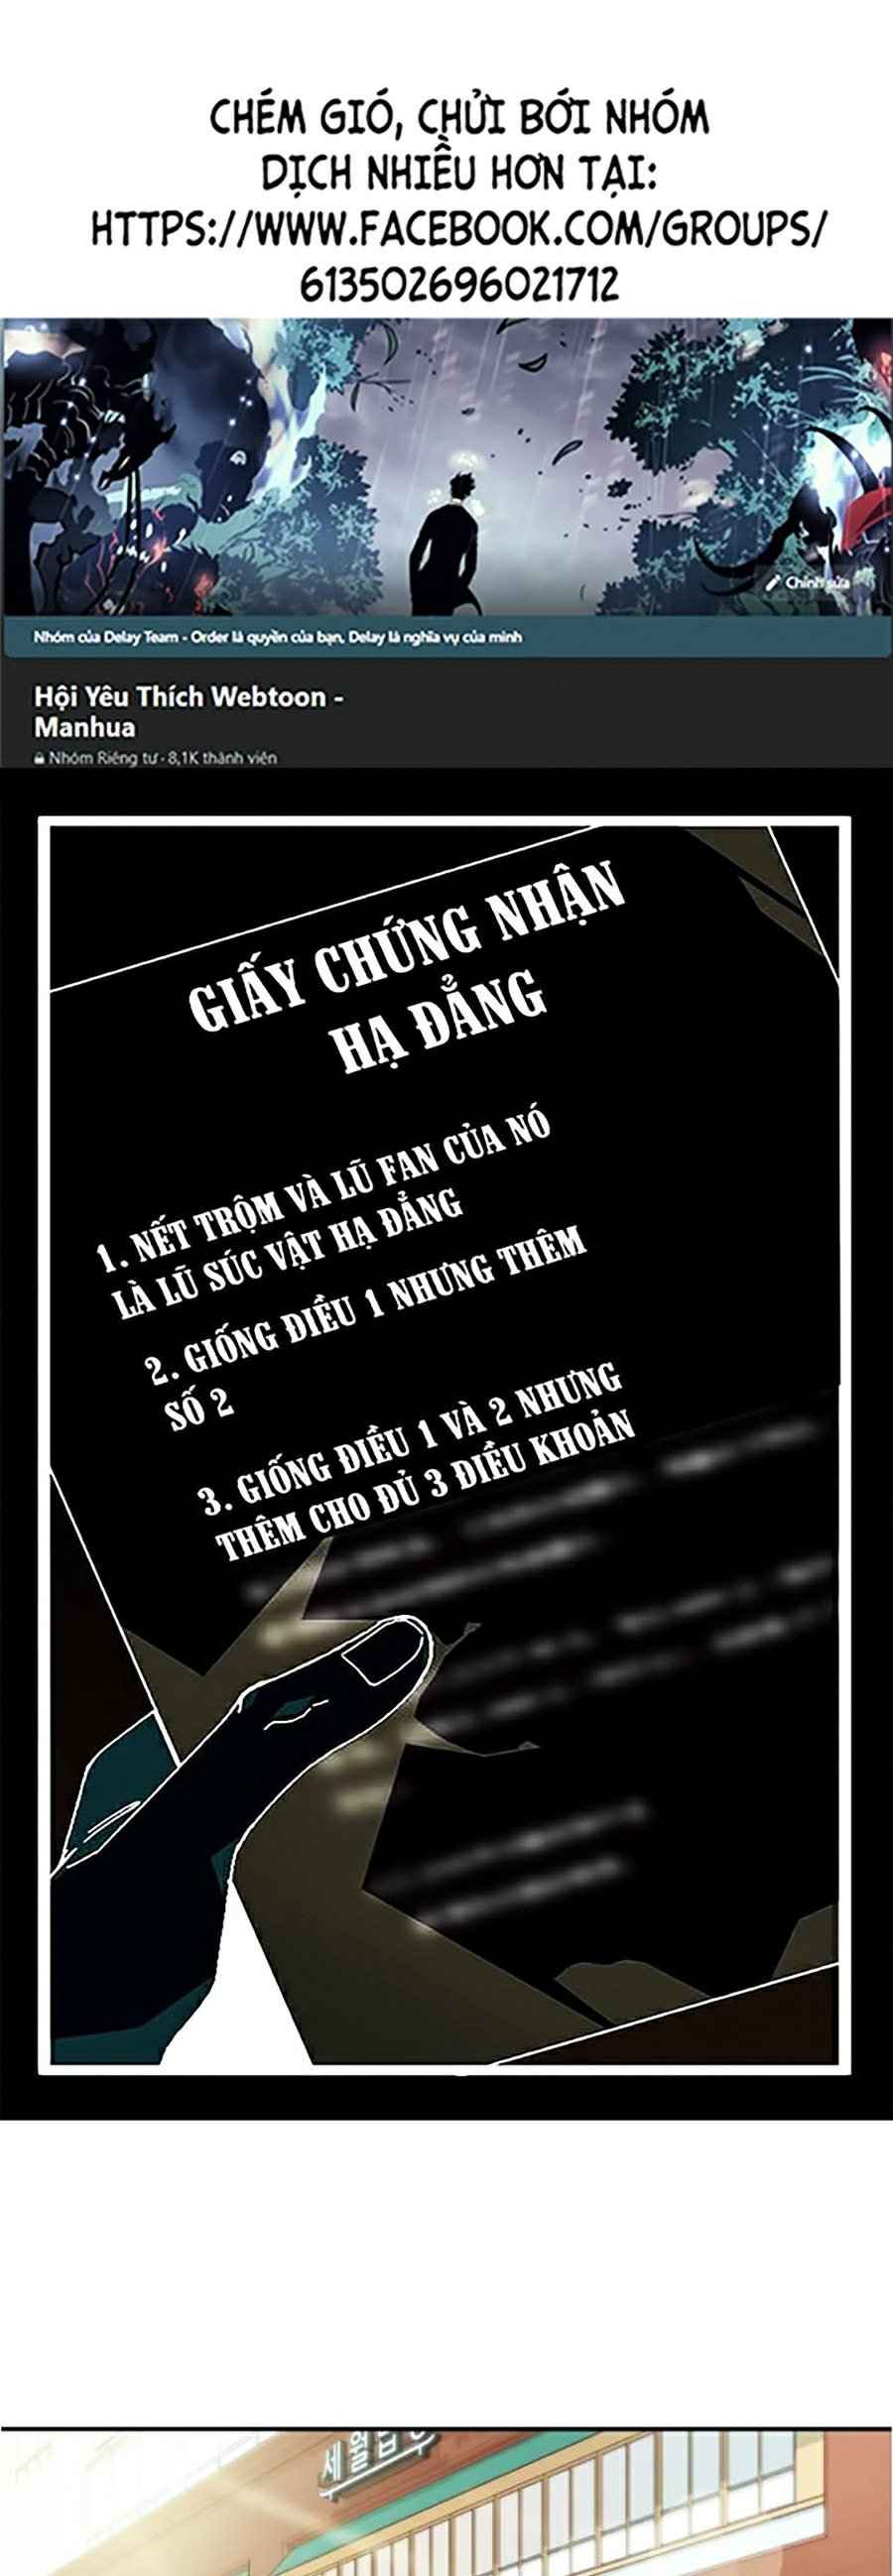 CHÉM GIÓ, CHỬI BỚI NHÓM
DỊCH NHIỀU HƠN TẠI:
HTTPS://WWW.FACEBOOK.COM/GROUPS/
613502696021712
Chỉnh sửa
Nhóm của Delay Team - Order là quyền của bạn, Delay là nghĩa vụ của mình
Hội Yêu Thích Webtoon -
Manhua
Nhóm Riêng tư · 8,1K thành viên
GIẤY CHỨNG NHẬN
HẠ ĐẲNG
1. NẾT TRỘM VÀ LŨ FAN CỦA NÓ
LÀ LŨ SÚC VẬT HẠ ĐẲNG
2. GIỐNG ĐIỀU 1 NHƯNG THÊM
SỐ 2
3. GIỐNG ĐIỀU 1 VÀ 2 NHƯNG
THÊM CHO ĐỦ 3 ĐIỀU KHOẢN